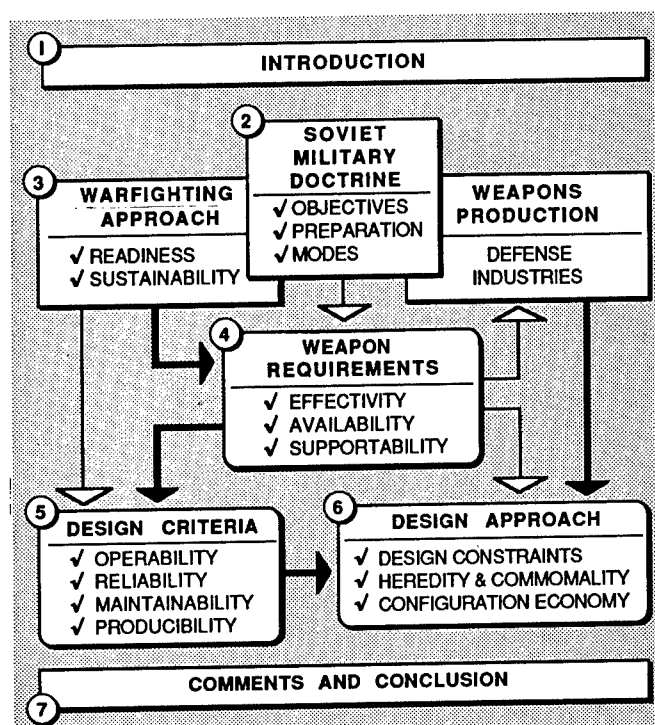 1
INTRODUCTION
2
SOVIET
MILITARY
DOCTRINE
✓ OBJECTIVES
✓ PREPARATION
✓ MODES
3
WARFIGHTING
APPROACH
✓ READINESS
✓ SUSTAINABILITY
WEAPONS
PRODUCTION
DEFENSE
INDUSTRIES
4
WEAPON
REQUIREMENTS
✓ EFFECTIVITY
✓ AVAILABILITY
✓ SUPPORTABILITY
5
DESIGN CRITERIA
✓ OPERABILITY
✓ RELIABILITY
✓ MAINTAINABILITY
✓ PRODUCIBILITY
6
DESIGN APPROACH
✓ DESIGN CONSTRAINTS
✓ HEREDITY & COMMOMALITY
✓ CONFIGURATION ECONOMY
COMMENTS AND CONCLUSION
7